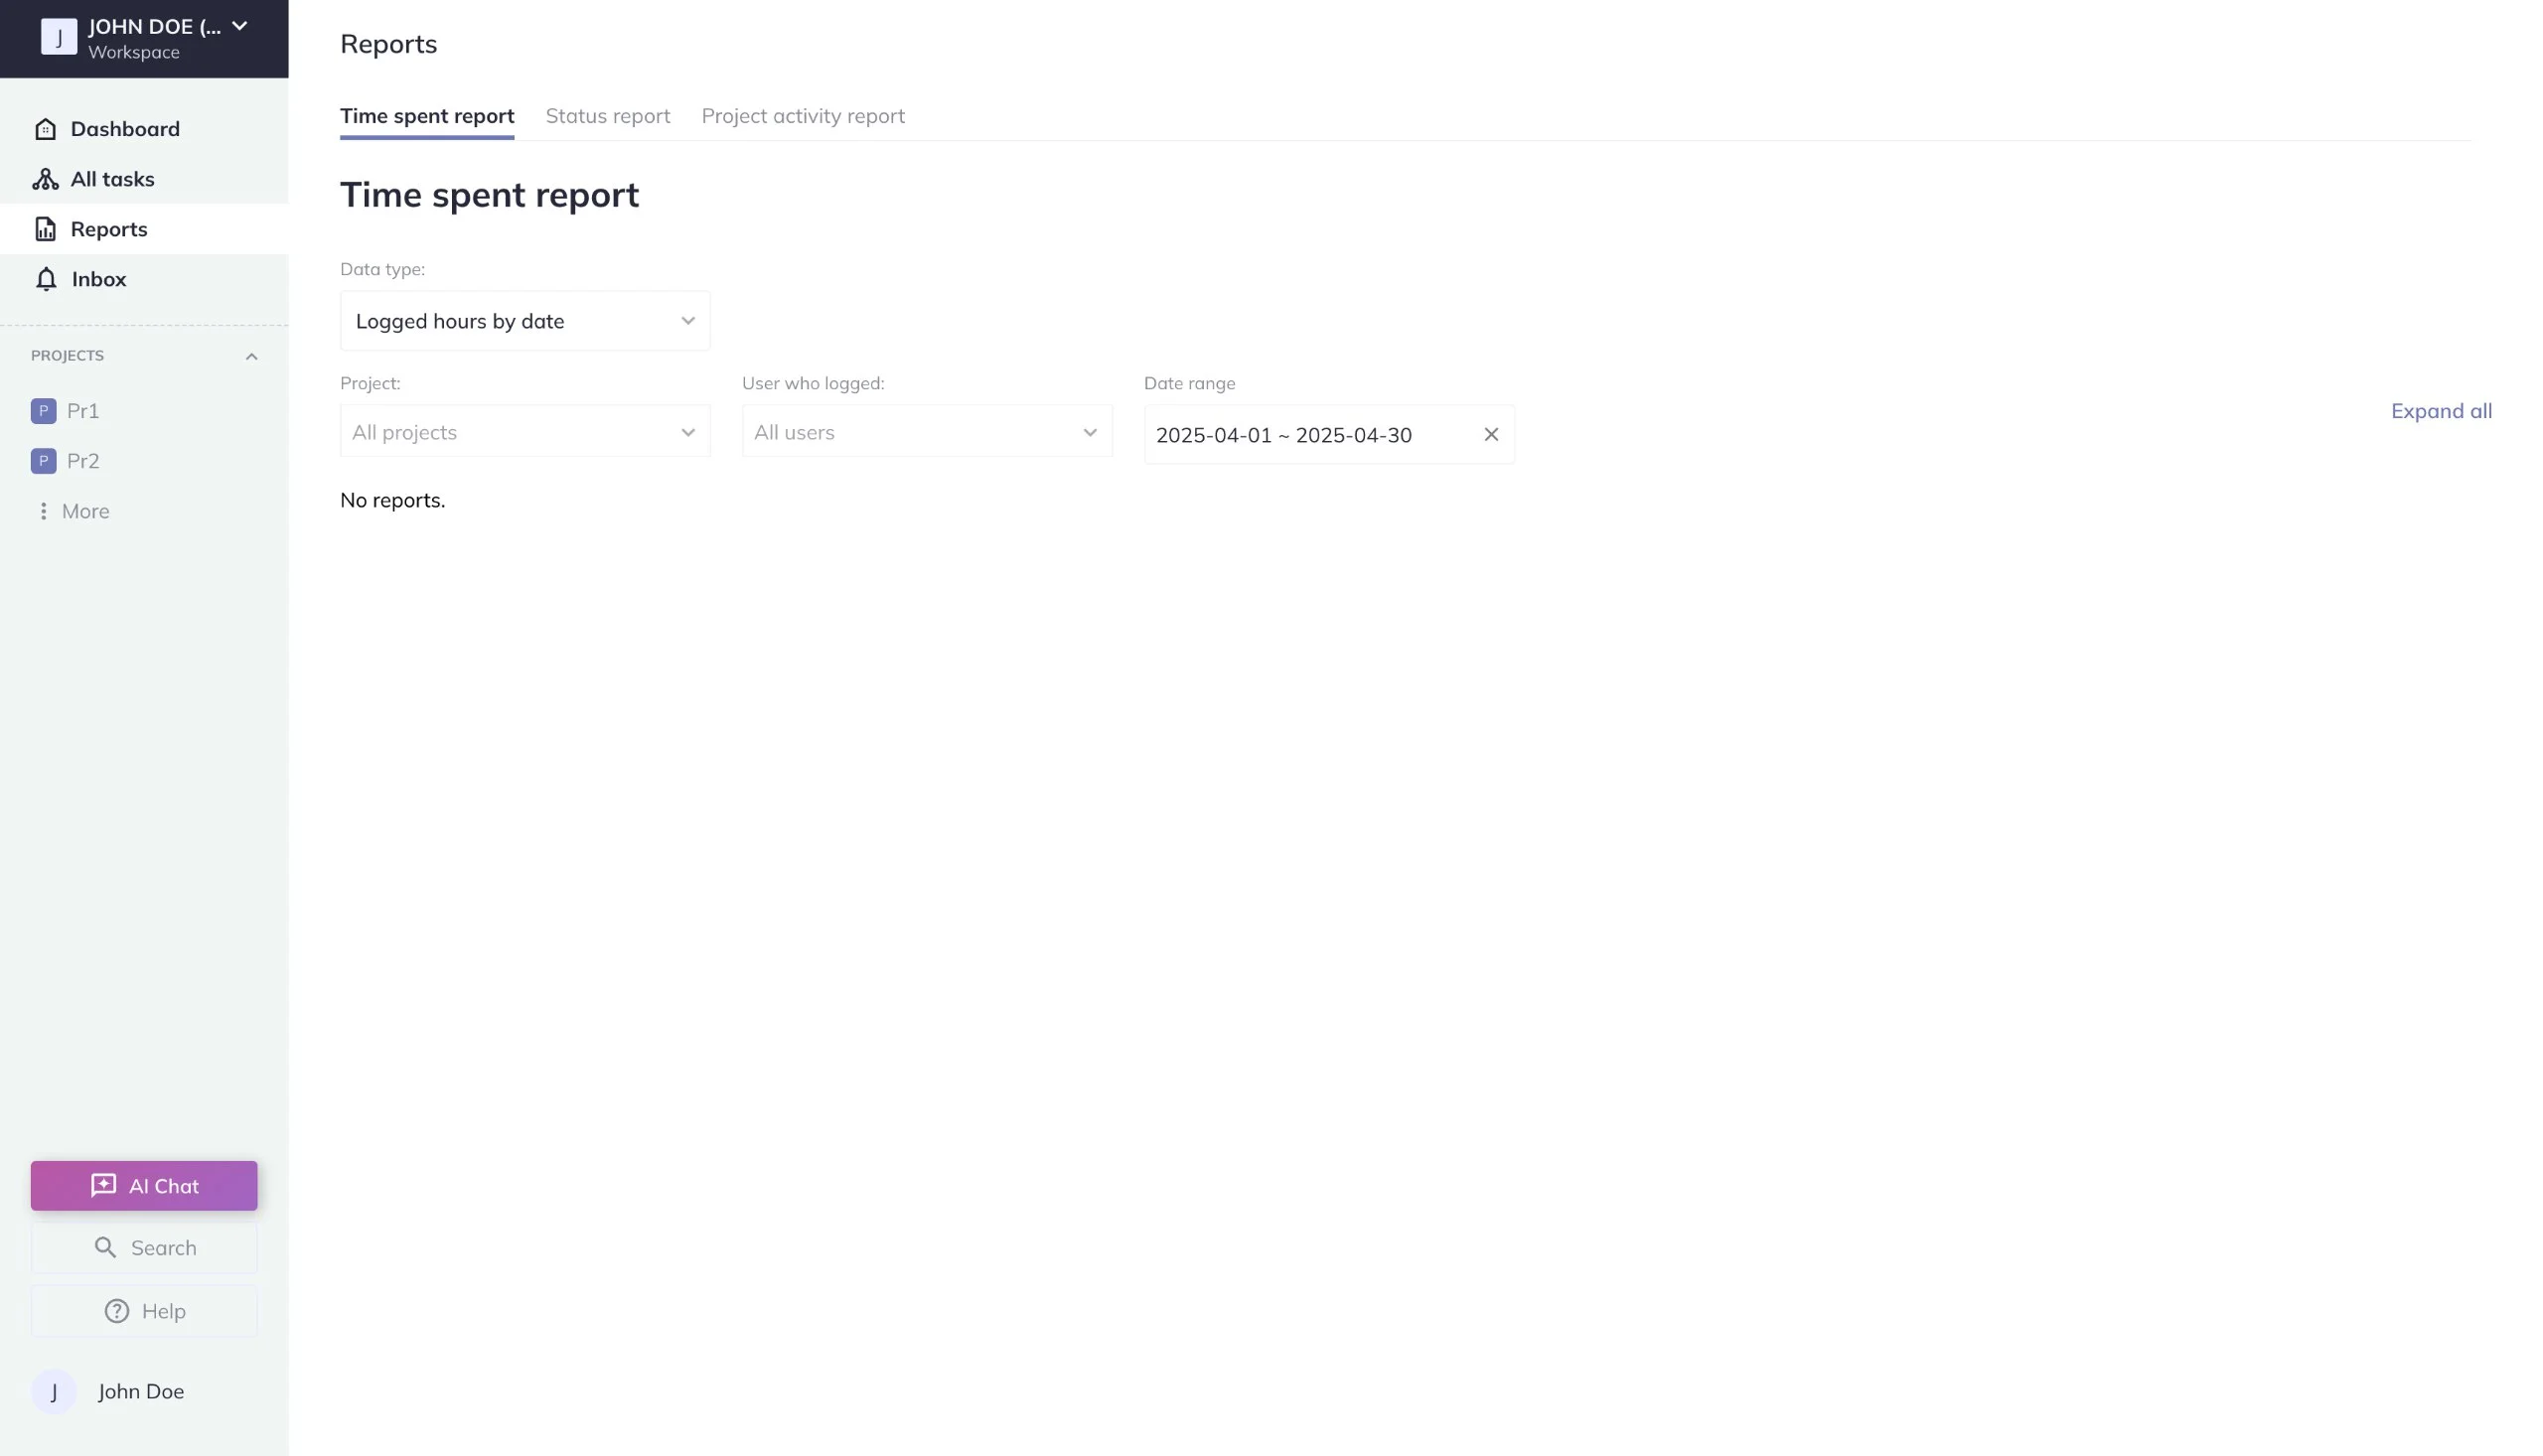 J
JOHN DOE (...
Workspace
Dashboard
All tasks
Reports
Inbox
PROJECTS
P Pr1
P Pr2
More
AI Chat
Search
Help
J John Doe
Reports
Time spent report Status report Project activity report
Time spent report
Data type:
Logged hours by date
Project: User who logged: Date range
All projects All users 2025-04-01 ~ 2025-04-30
Expand all
No reports.